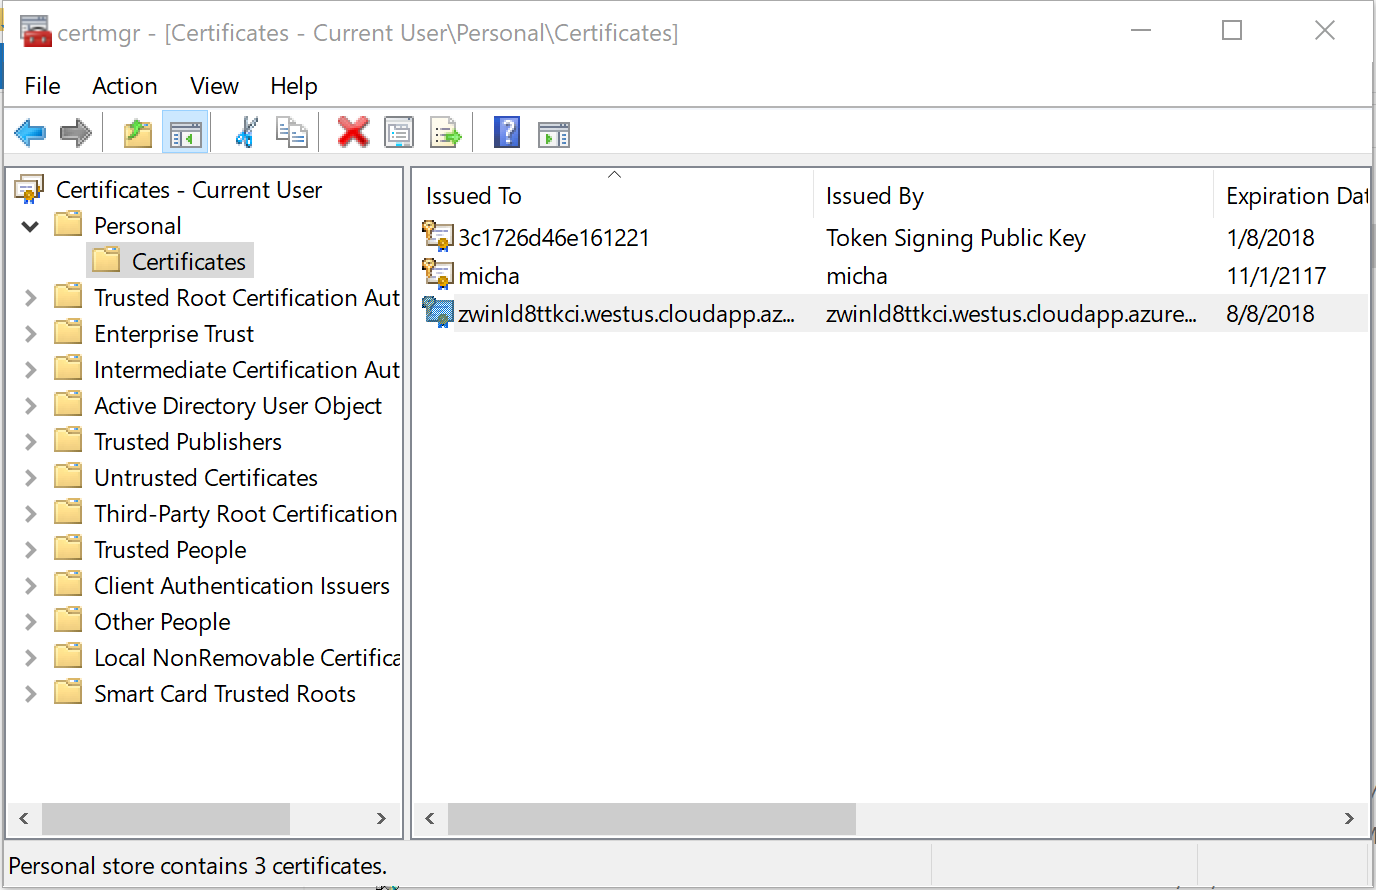 certmgr - [Certificates - Current User\Personal\Certificates]
File Action View Help
Certificates - Current User
Personal
Certificates
Trusted Root Certification Aut
Enterprise Trust
Intermediate Certification Aut
Active Directory User Object
Trusted Publishers
Untrusted Certificates
Third-Party Root Certification
Trusted People
Client Authentication Issuers
Other People
Local NonRemovable Certifica
Smart Card Trusted Roots
Issued To Issued By Expiration Dat
3c1726d46e161221 Token Signing Public Key 1/8/2018
micha micha 11/1/2117
zwinld8ttkci.westus.cloudapp.az... zwinld8ttkci.westus.cloudapp.azure... 8/8/2018
Personal store contains 3 certificates.